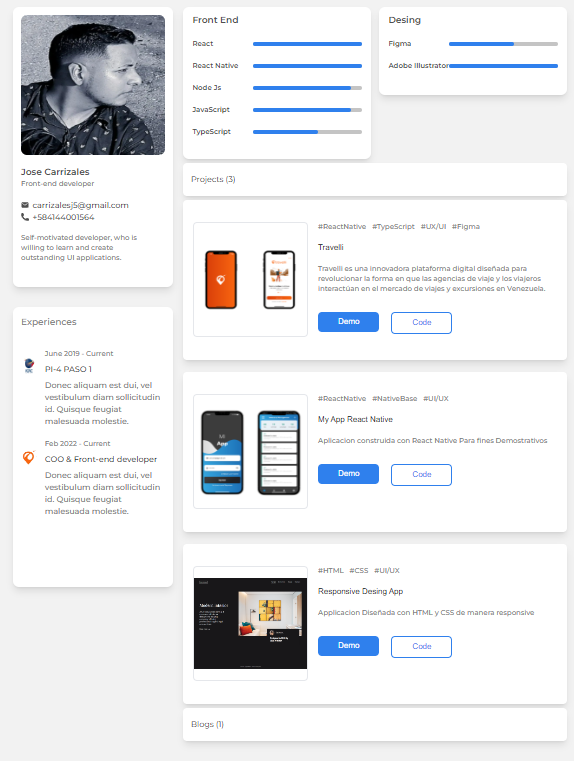 Jose Carrizales
Front-end developer
carrizalesj5@gmail.com
+584144001564
Self-motivated developer, who is
willing to learn and create
outstanding UI applications.
Experiences
June 2019 - Current
PI-4 PASO 1
Donec aliquam est dui, vel
vestibulum diam sollicitudin
id. Quisque feugiat
malesuada molestie.
Feb 2022 - Current
COO & Front-end developer
Donec aliquam est dui, vel
vestibulum diam sollicitudin
id. Quisque feugiat
malesuada molestie.
Front End
React
React Native
Node Js
JavaScript
TypeScript
Desing
Figma
Adobe Illustrator
Projects (3)
#ReactNative #TypeScript #UX/UI #Figma
Travelli
Travelli es una innovadora plataforma digital diseñada para
revolucionar la forma en que las agencias de viaje y los viajeros
interactúan en el mercado de viajes y excursiones en Venezuela.
Demo Code
Mi
App
#ReactNative #NativeBase #UI/UX
My App React Native
Aplicacion construida con React Native Para fines Demostrativos
Demo Code
Modern interior
#HTML #CSS #UI/UX
Responsive Desing App
Applicacion Diseñada con HTML y CSS de manera responsive
Demo Code
Blogs (1)